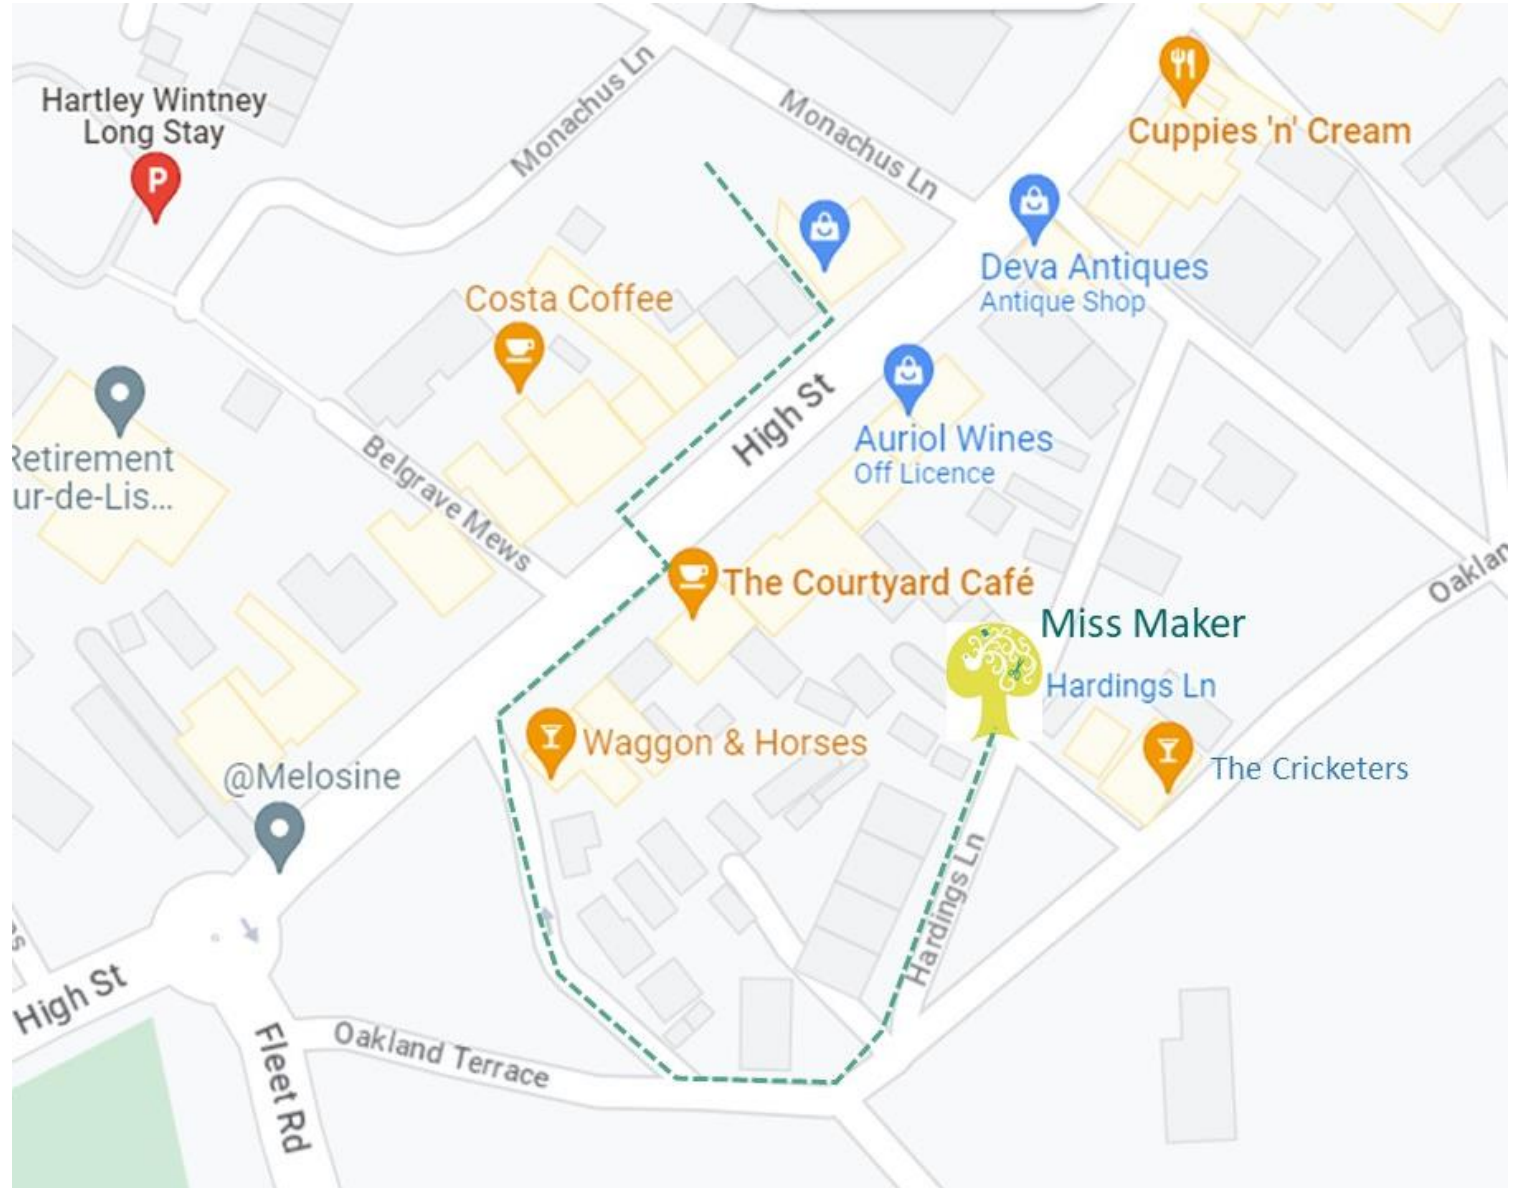 Hartley Wintney
Long Stay
P
Monachus Ln
Monachus Ln
Cuppies 'n' Cream
Deva Antiques
Antique Shop
Costa Coffee
High St
Auriol Wines
Off Licence
Retirement
ur-de-Lis...
Belgrave Mews
Oaklan
The Courtyard Café
Miss Maker
Hardings Ln
Waggon & Horses
The Cricketers
@Melosine
Hardings Ln
High St
Fleet Rd
Oakland Terrace